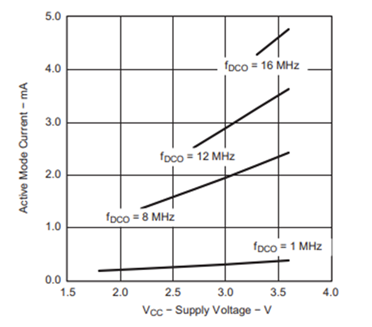 5.0
4.0
3.0
2.0
1.0
0.0
Active Mode Current − mA
fDCO = 16 MHz
fDCO = 12 MHz
fDCO = 8 MHz
fDCO = 1 MHz
1.5 2.0 2.5 3.0 3.5 4.0
VCC − Supply Voltage − V